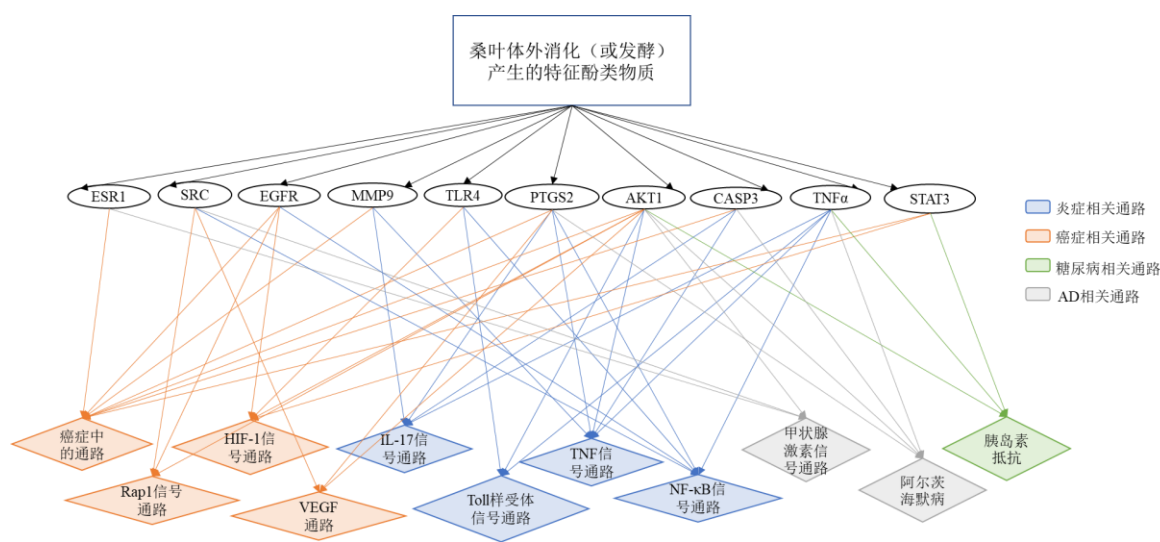 桑叶体外消化（或发酵）
产生的特征酚类物质
ESR1
SRC
EGFR
MMP9
TLR4
PTGS2
AKT1
CASP3
TNFα
STAT3
炎症相关通路
癌症相关通路
糖尿病相关通路
AD相关通路
癌症中
的通路
HIF-1信
号通路
IL-17信
号通路
TNF信
号通路
甲状腺
激素信
号通路
胰岛素
抵抗
Rap1信号
通路
VEGF
通路
Toll样受体
信号通路
NF-κB信
号通路
阿尔茨
海默病